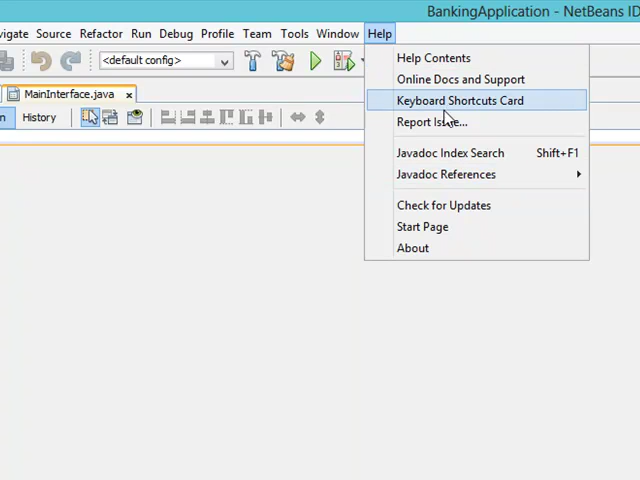 BankingApplication - NetBeans ID
vigate Source Refactor Run Debug Profile Team Tools Window Help
<default config>
MainInterface.java
n History
Help Contents
Online Docs and Support
Keyboard Shortcuts Card
Report Issue...
Javadoc Index Search Shift+F1
Javadoc References
Check for Updates
Start Page
About